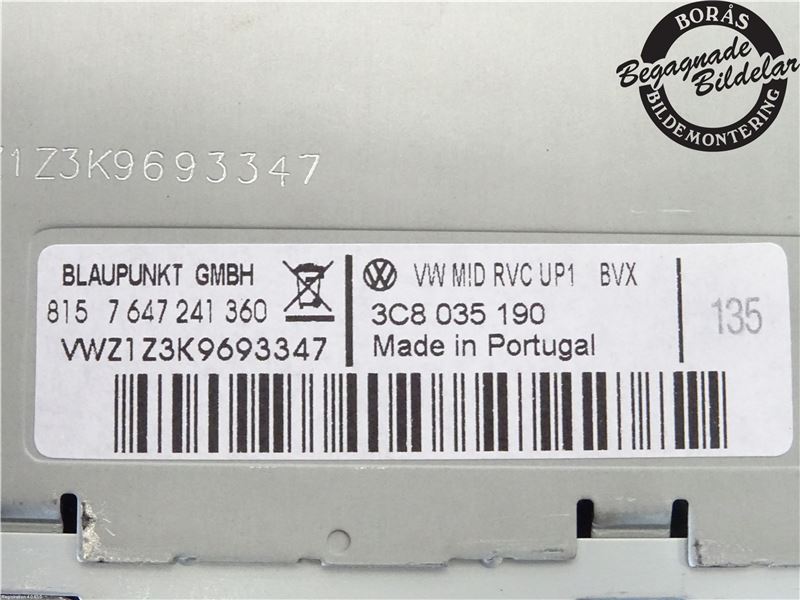 BORÅS
Begagnade
Bildelar
BILDEMONTERING
1Z3K9693347
BLAUPUNKT GMBH
815 7 647 241 360
VWZ1Z3K9693347
VW MID RVC UP1 BVX
3C8 035 190
Made in Portugal
135